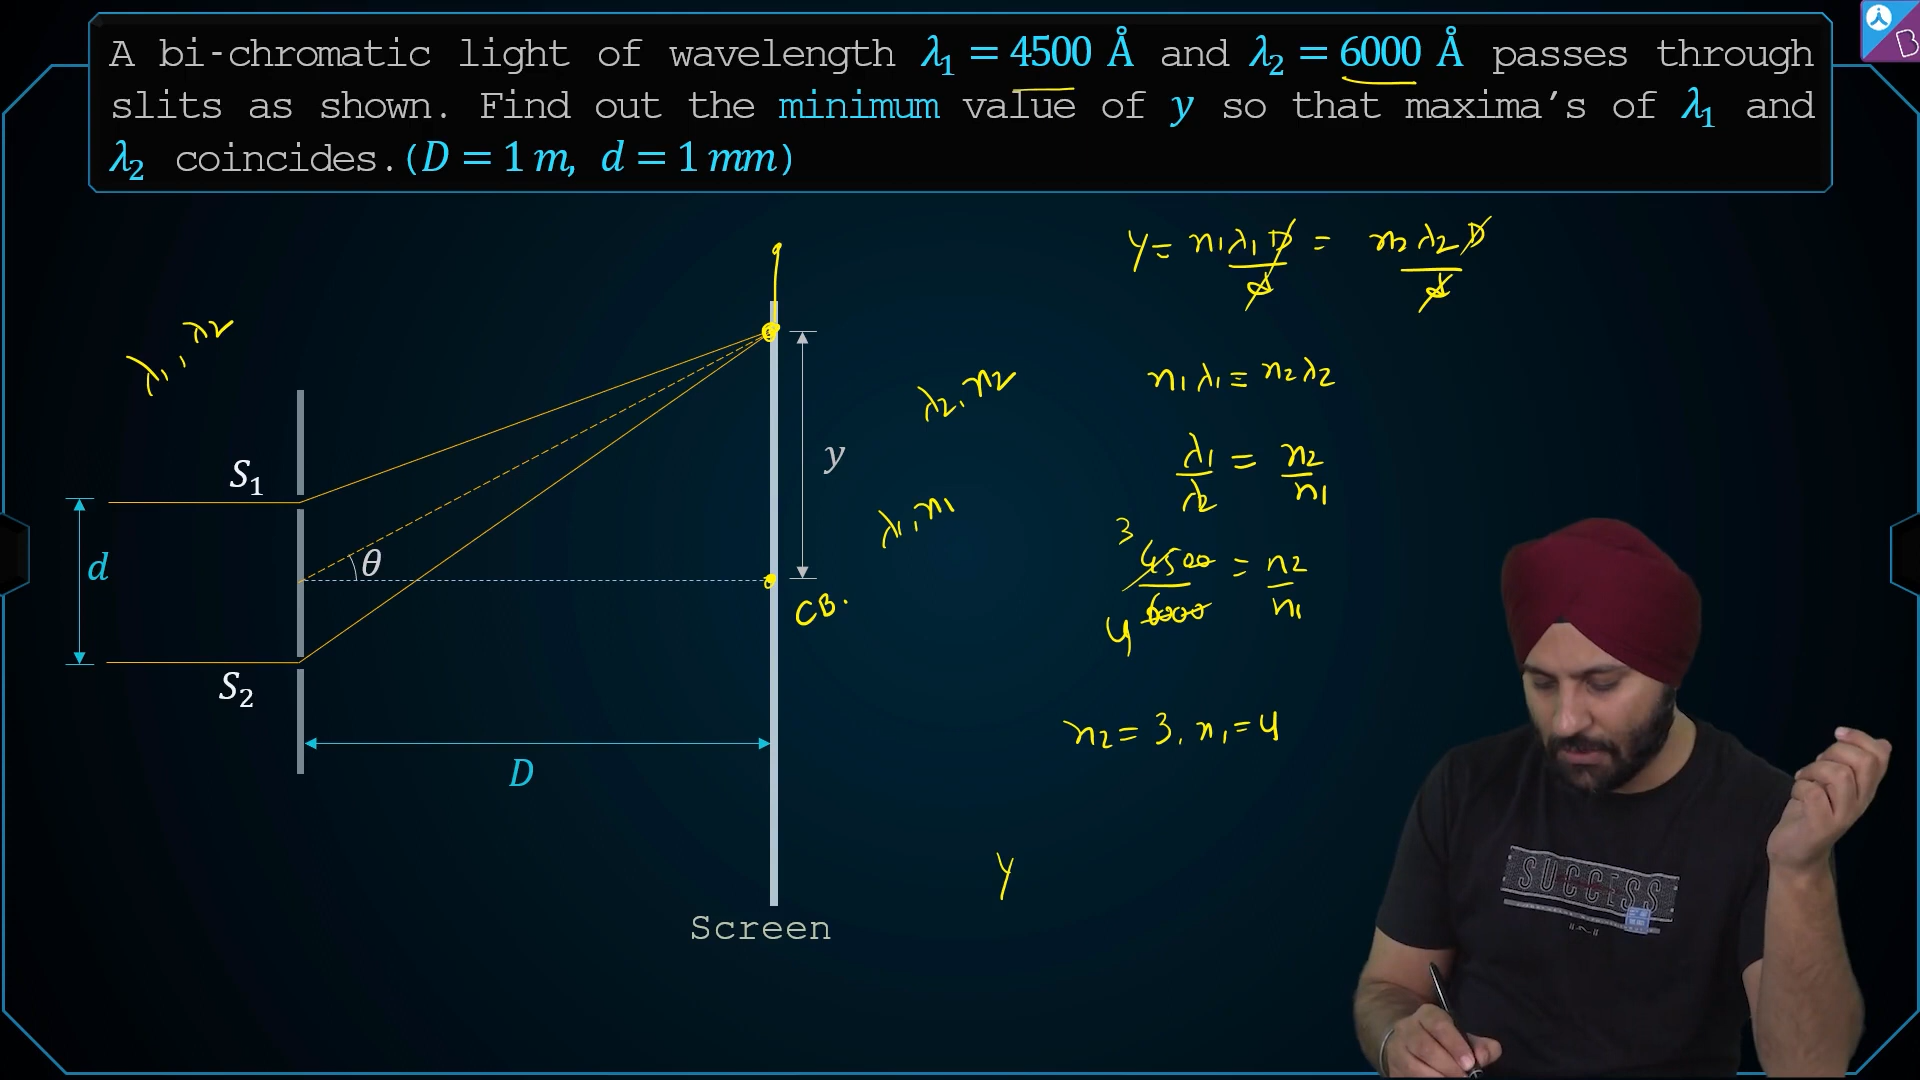 A bi-chromatic light of wavelength λ₁ = 4500 Å and λ₂ = 6000 Å passes through
slits as shown. Find out the minimum value of y so that maxima's of λ₁ and
λ₂ coincides.(D = 1 m, d = 1 mm)
B
y = n₁λ₁D/d = n₂λ₂D/d
λ₁, λ₂
n₁λ₁ = n₂λ₂
λ₂, n₂
λ₁/λ₂ = n₂/n₁
y
S₁
λ₁, n₁
3
4500/6000 = n₂/n₁
4
d
θ
CB.
S₂
n₂ = 3, n₁ = 4
D
y
SUCCESS
Screen